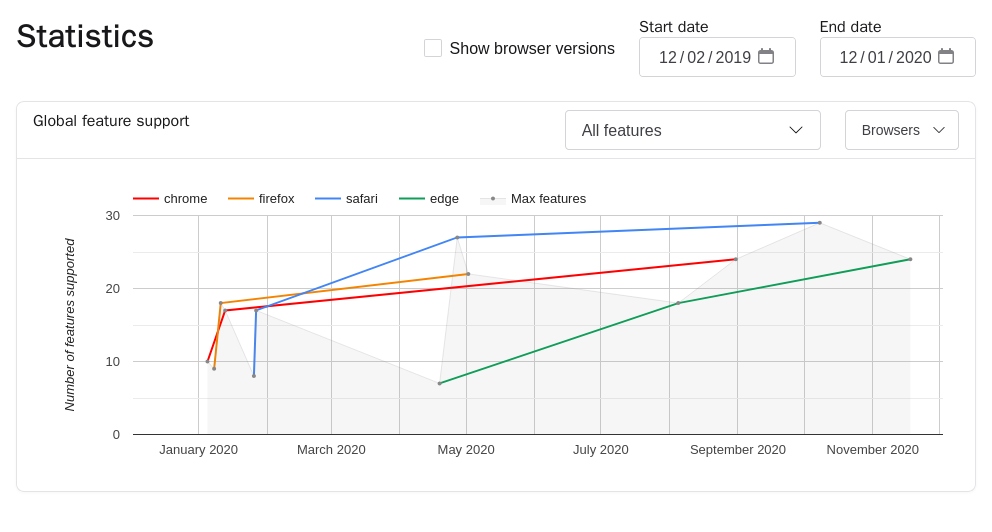 Statistics
Show browser versions
Start date
12/02/2019
End date
12/01/2020
Global feature support
All features
Browsers
chrome
firefox
safari
edge
Max features
Number of features supported
30
20
10
0
January 2020
March 2020
May 2020
July 2020
September 2020
November 2020